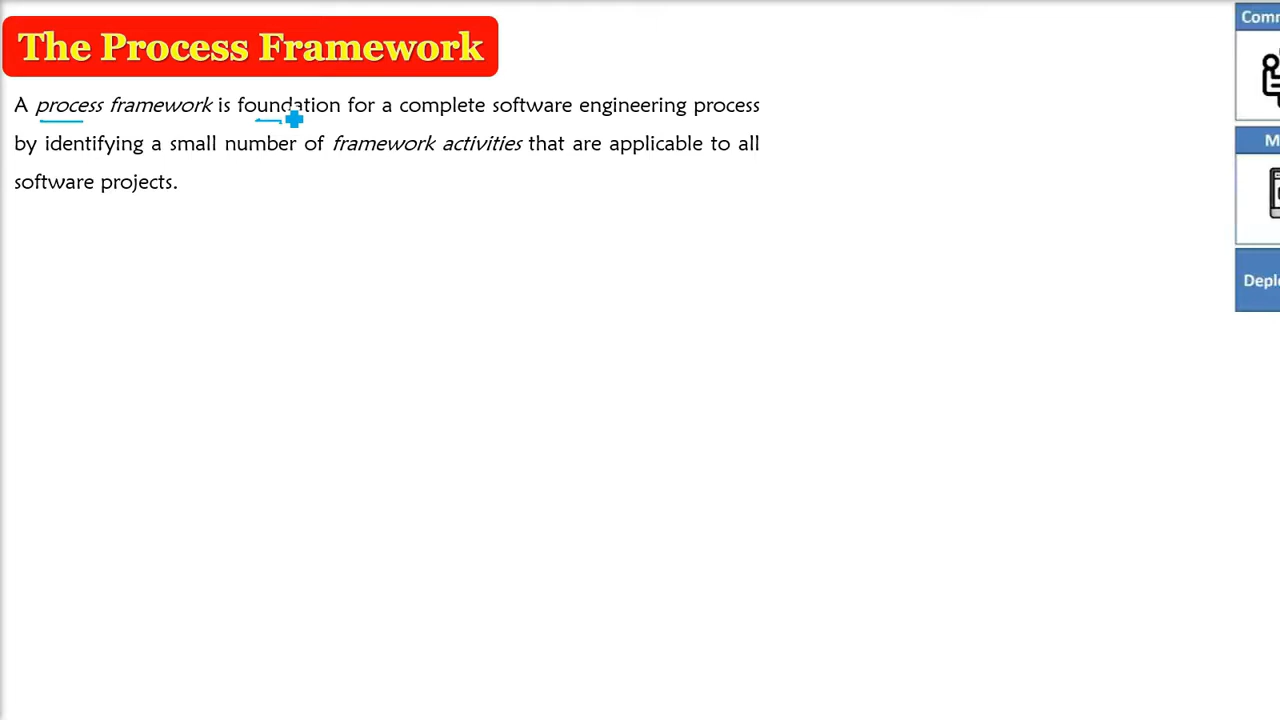 The Process Framework
A process framework is foundation for a complete software engineering process
by identifying a small number of framework activities that are applicable to all
software projects.